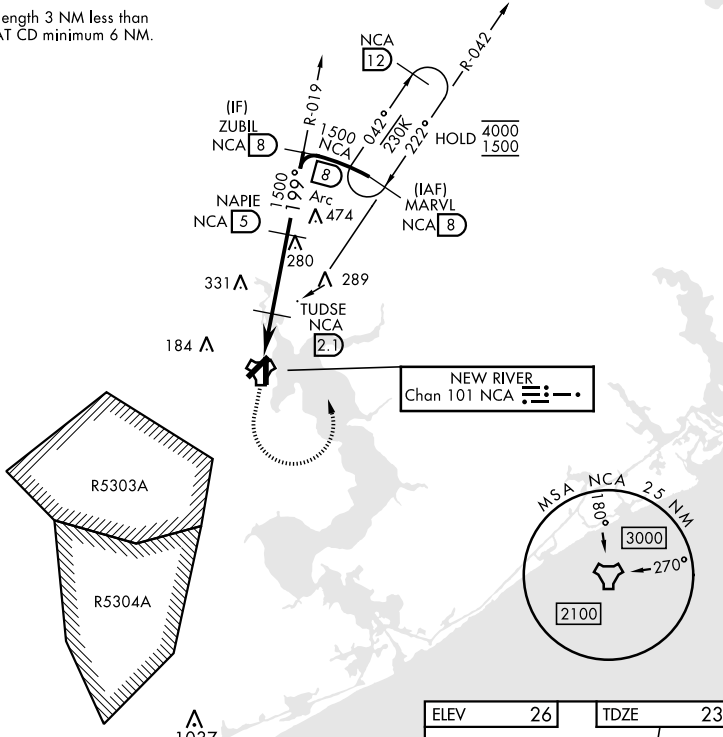 ength 3 NM less than
AT CD minimum 6 NM.
NCA
12
R-042
R-019
(IF)
ZUBIL
NCA 8
1500
NCA
8
Arc
042°
230K
222°
HOLD 4000
1500
(IAF)
MARVL
NCA 8
1500
199°
NAPIE
NCA 5
474
280
331
289
TUDSE
NCA
2.1
184
NEW RIVER
Chan 101 NCA
R5303A
R5304A
MSA NCA 25 NM
180°
3000
270°
2100
ELEV 26
TDZE 23
1037